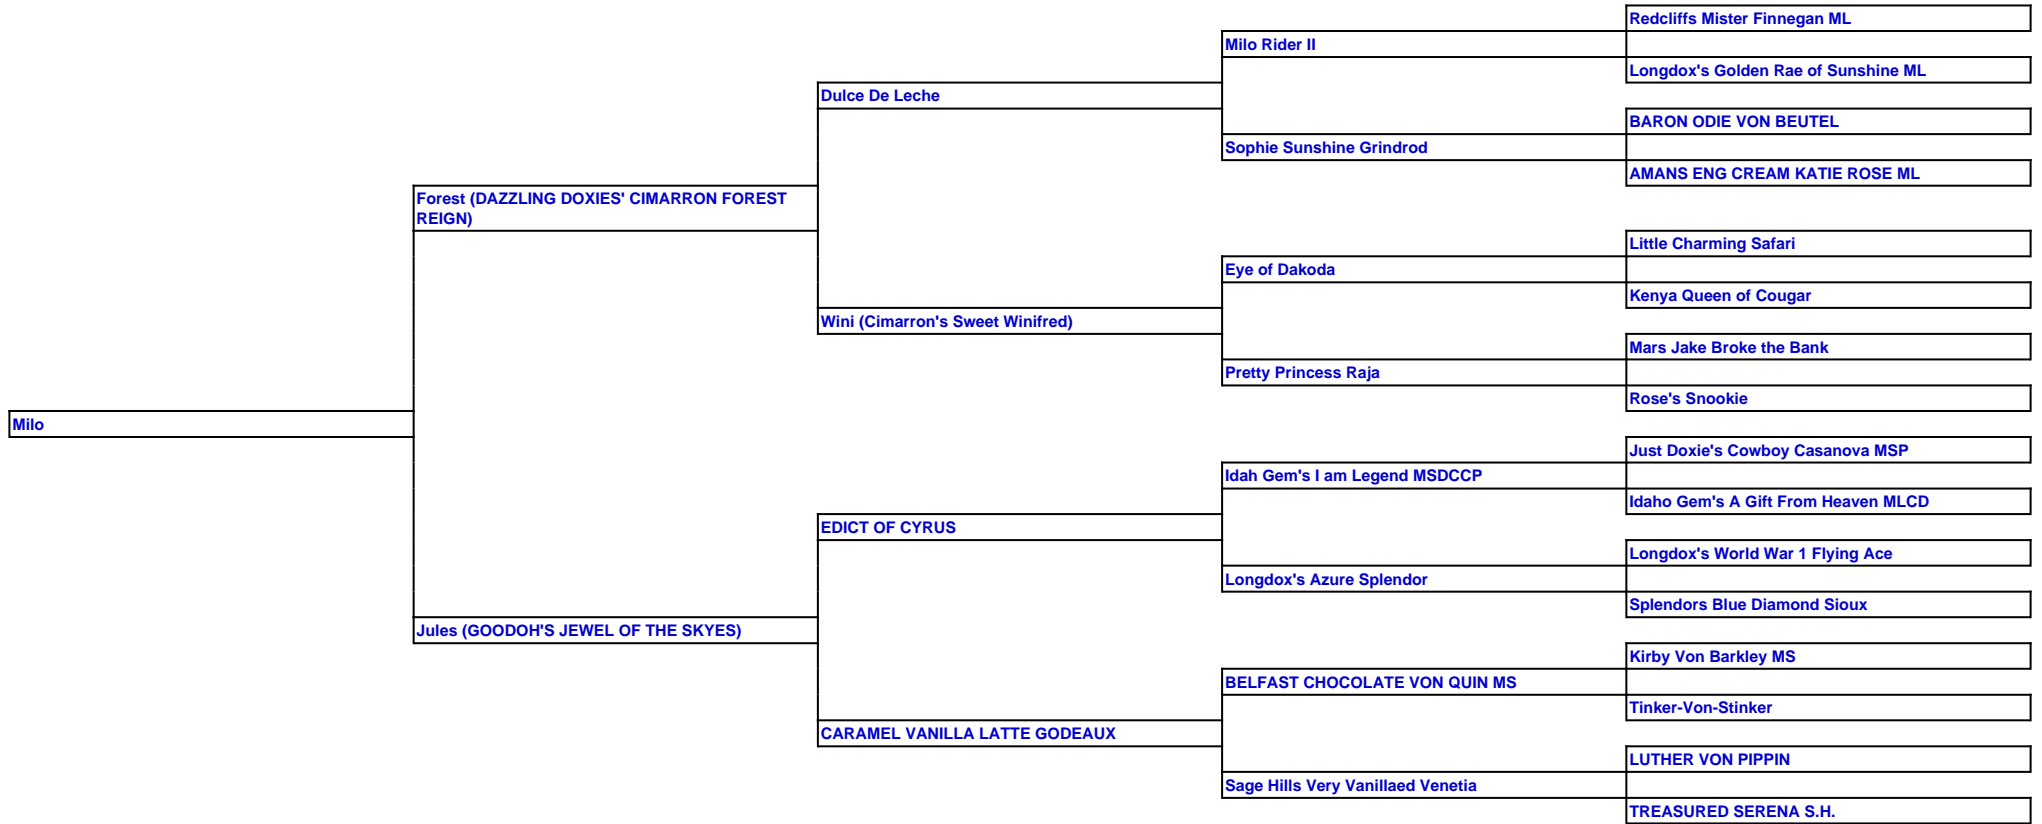 Redcliffs Mister Finnegan ML
Milo Rider II
Longdox's Golden Rae of Sunshine ML
Dulce De Leche
BARON ODIE VON BEUTEL
Sophie Sunshine Grindrod
AMANS ENG CREAM KATIE ROSE ML
Forest (DAZZLING DOXIES' CIMARRON FOREST
REIGN)
Little Charming Safari
Eye of Dakoda
Kenya Queen of Cougar
Wini (Cimarron's Sweet Winifred)
Mars Jake Broke the Bank
Pretty Princess Raja
Rose's Snookie
Milo
Just Doxie's Cowboy Casanova MSP
Idah Gem's I am Legend MSDCCP
Idaho Gem's A Gift From Heaven MLCD
EDICT OF CYRUS
Longdox's World War 1 Flying Ace
Longdox's Azure Splendor
Splendors Blue Diamond Sioux
Jules (GOODOH'S JEWEL OF THE SKYES)
Kirby Von Barkley MS
BELFAST CHOCOLATE VON QUIN MS
Tinker-Von-Stinker
CARAMEL VANILLA LATTE GODEAUX
LUTHER VON PIPPIN
Sage Hills Very Vanillaed Venetia
TREASURED SERENA S.H.